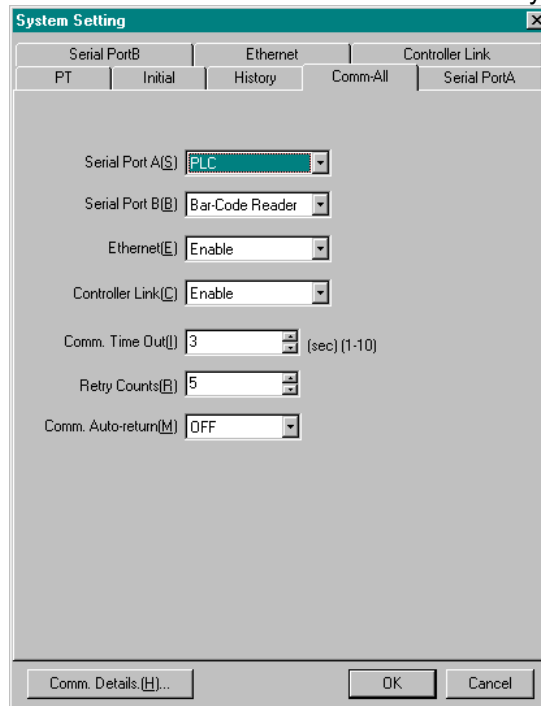 System Setting
Serial PortB Ethernet Controller Link
PT Initial History Comm-All Serial PortA
Serial Port A(S) PLC
Serial Port B(B) Bar-Code Reader
Ethernet(E) Enable
Controller Link(C) Enable
Comm. Time Out(I) 3 (sec) (1-10)
Retry Counts(R) 5
Comm. Auto-return(M) OFF
Comm. Details.(H)... OK Cancel